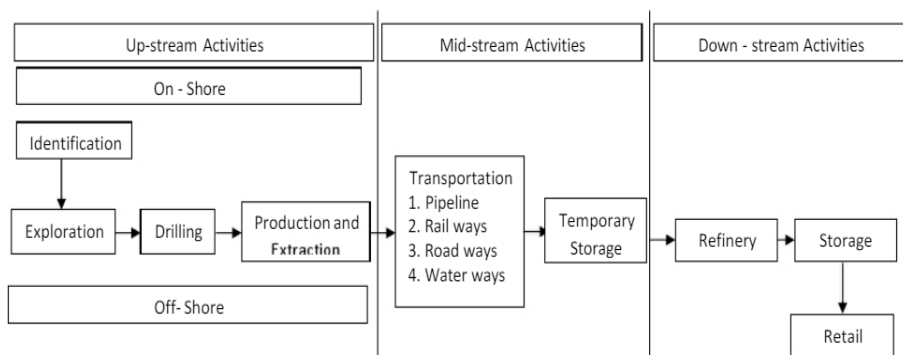 Up-stream Activities
Mid-stream Activities
Down - stream Activities
On - Shore
Identification
Exploration
Drilling
Production and
Extraction
Transportation
1. Pipeline
2. Rail ways
3. Road ways
4. Water ways
Temporary
Storage
Refinery
Storage
Off- Shore
Retail